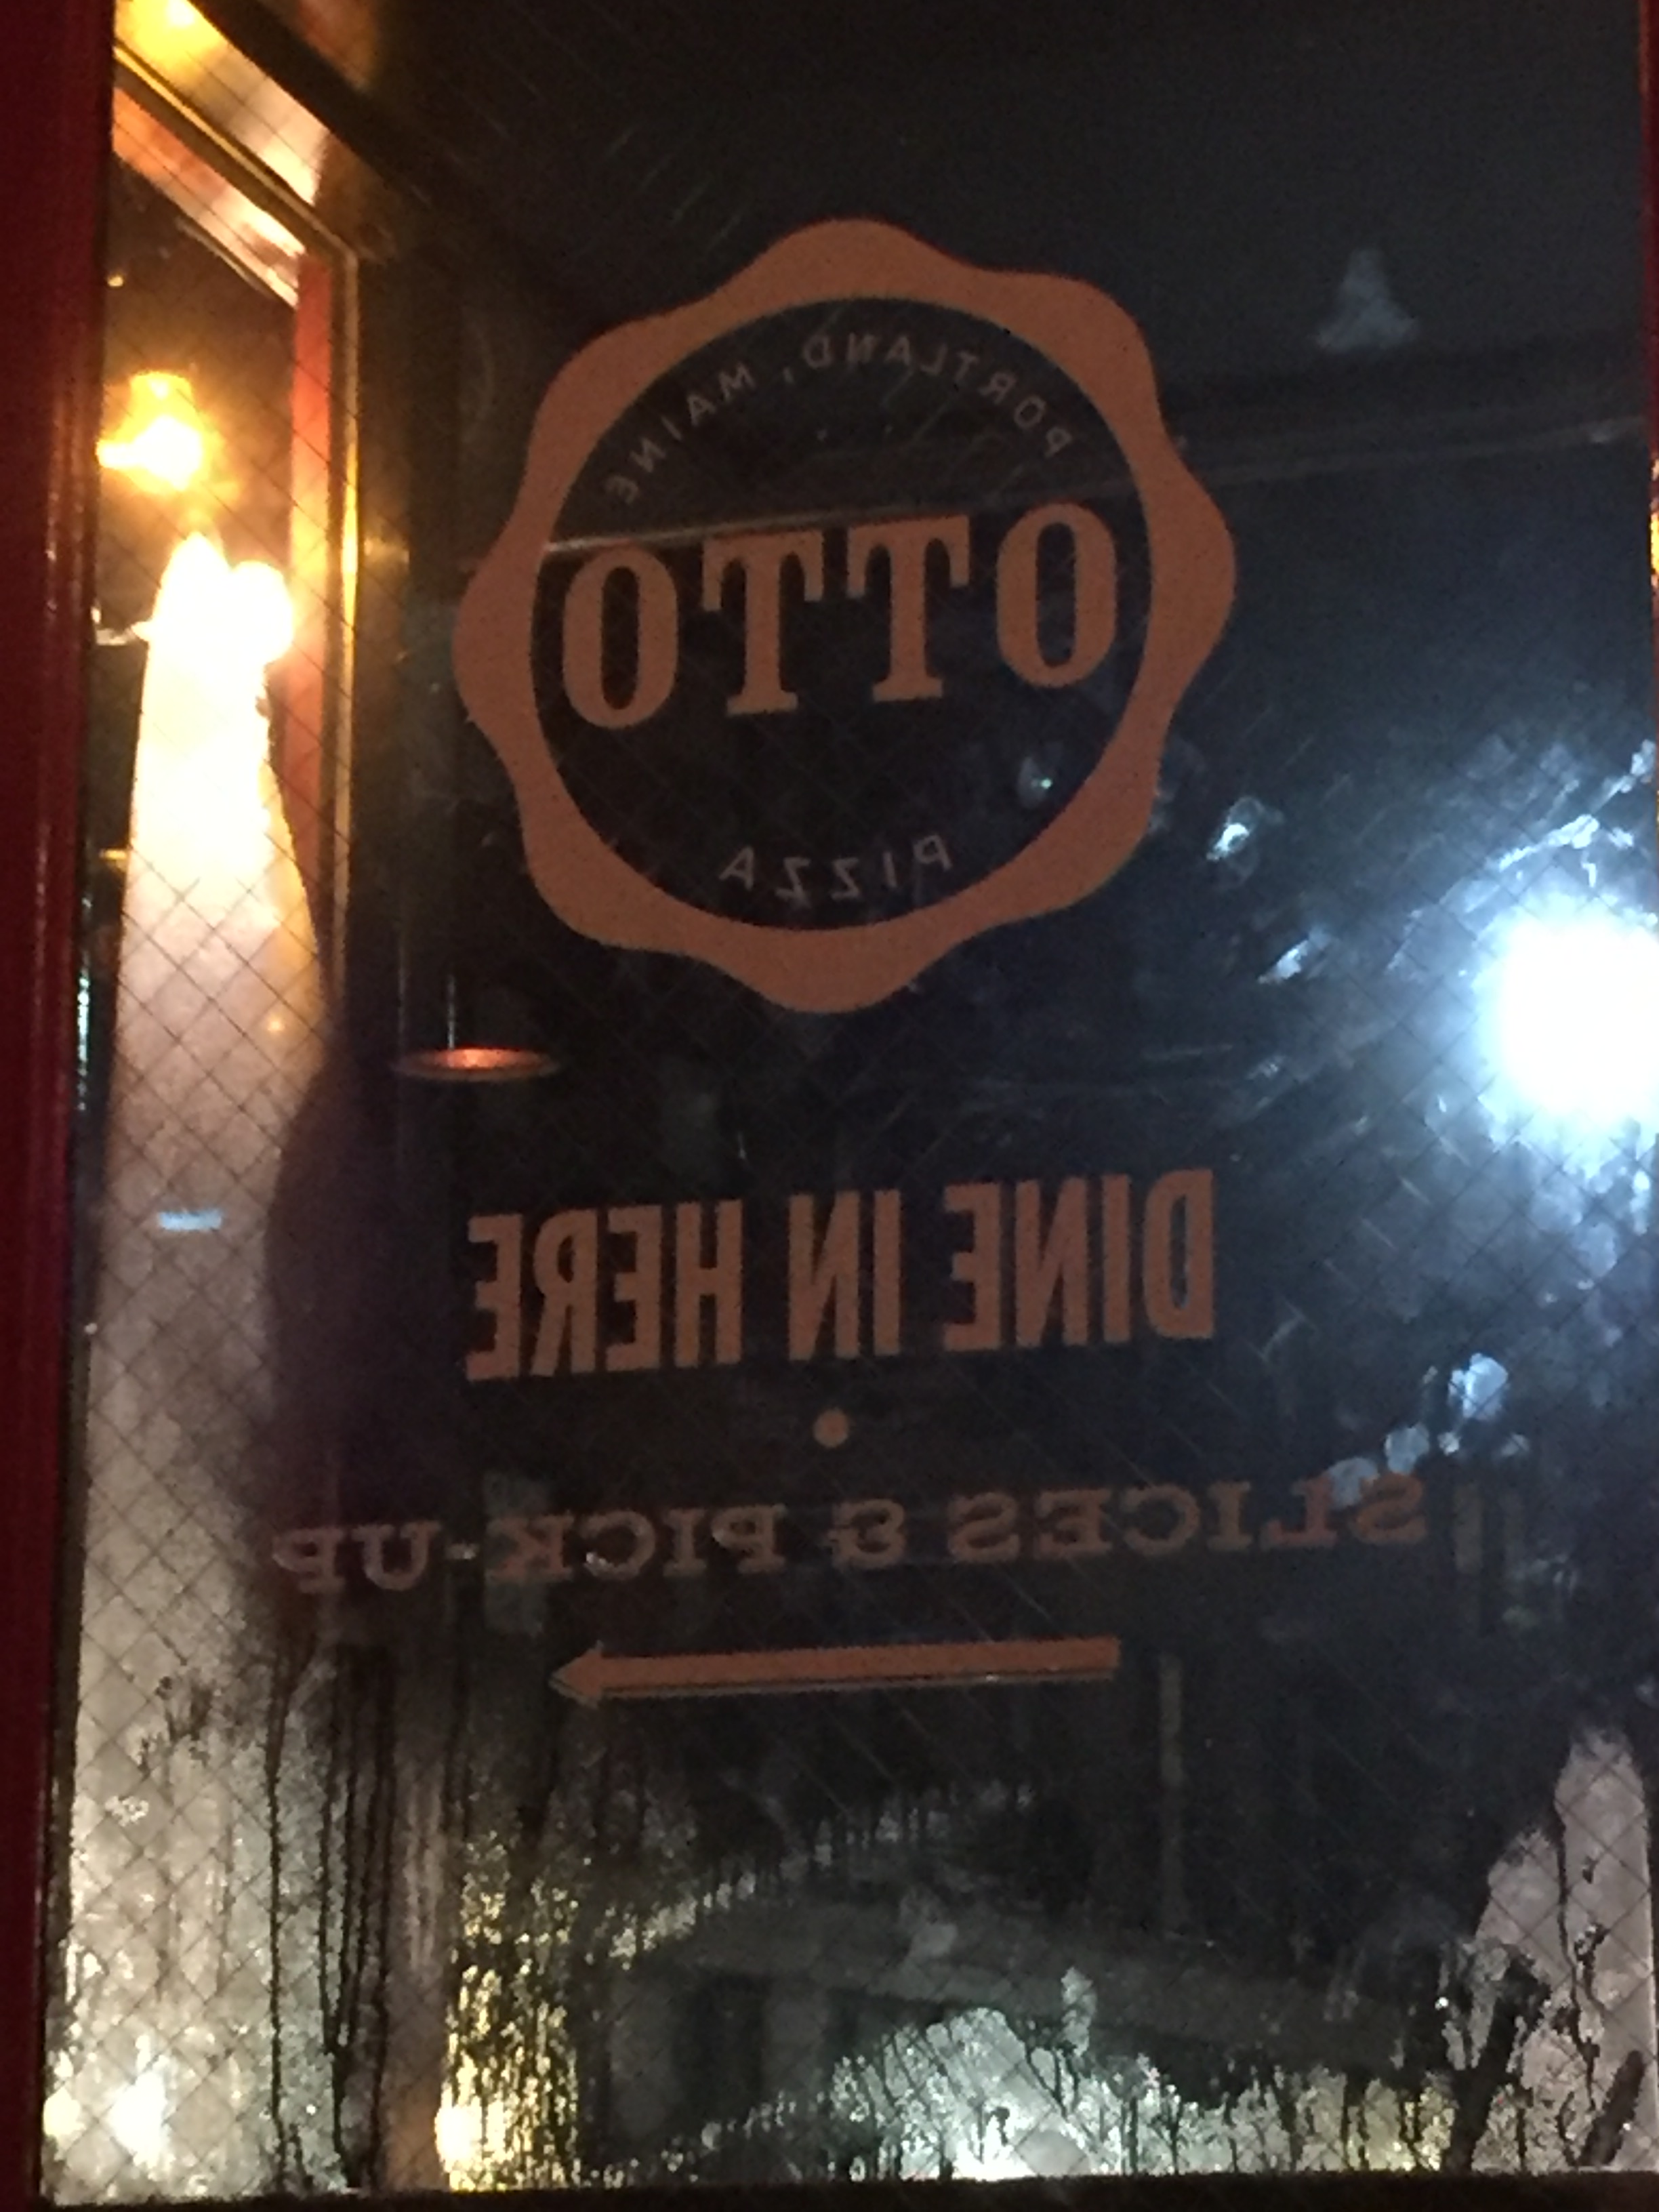 PORTLAND, MAINE
OTTO
PIZZA
DINE IN HERE
SLICES & PICK-UP